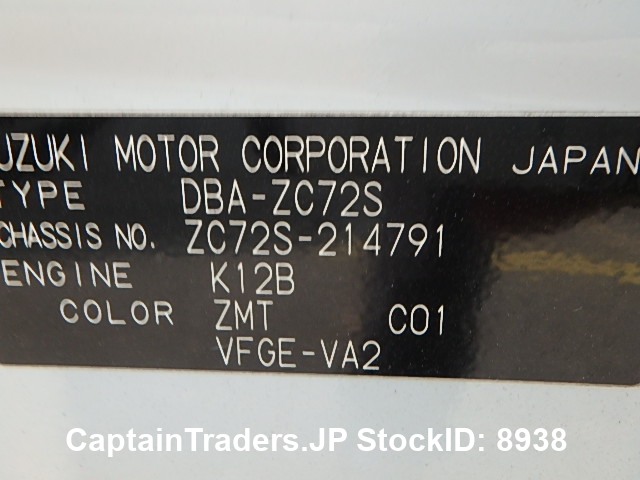 UZUKI MOTOR CORPORATION JAPAN
TYPE DBA-ZC72S
CHASSIS NO. ZC72S-214791
ENGINE K12B
COLOR ZMT C01
VFGE-VA2
CaptainTraders.JP StockID: 8938